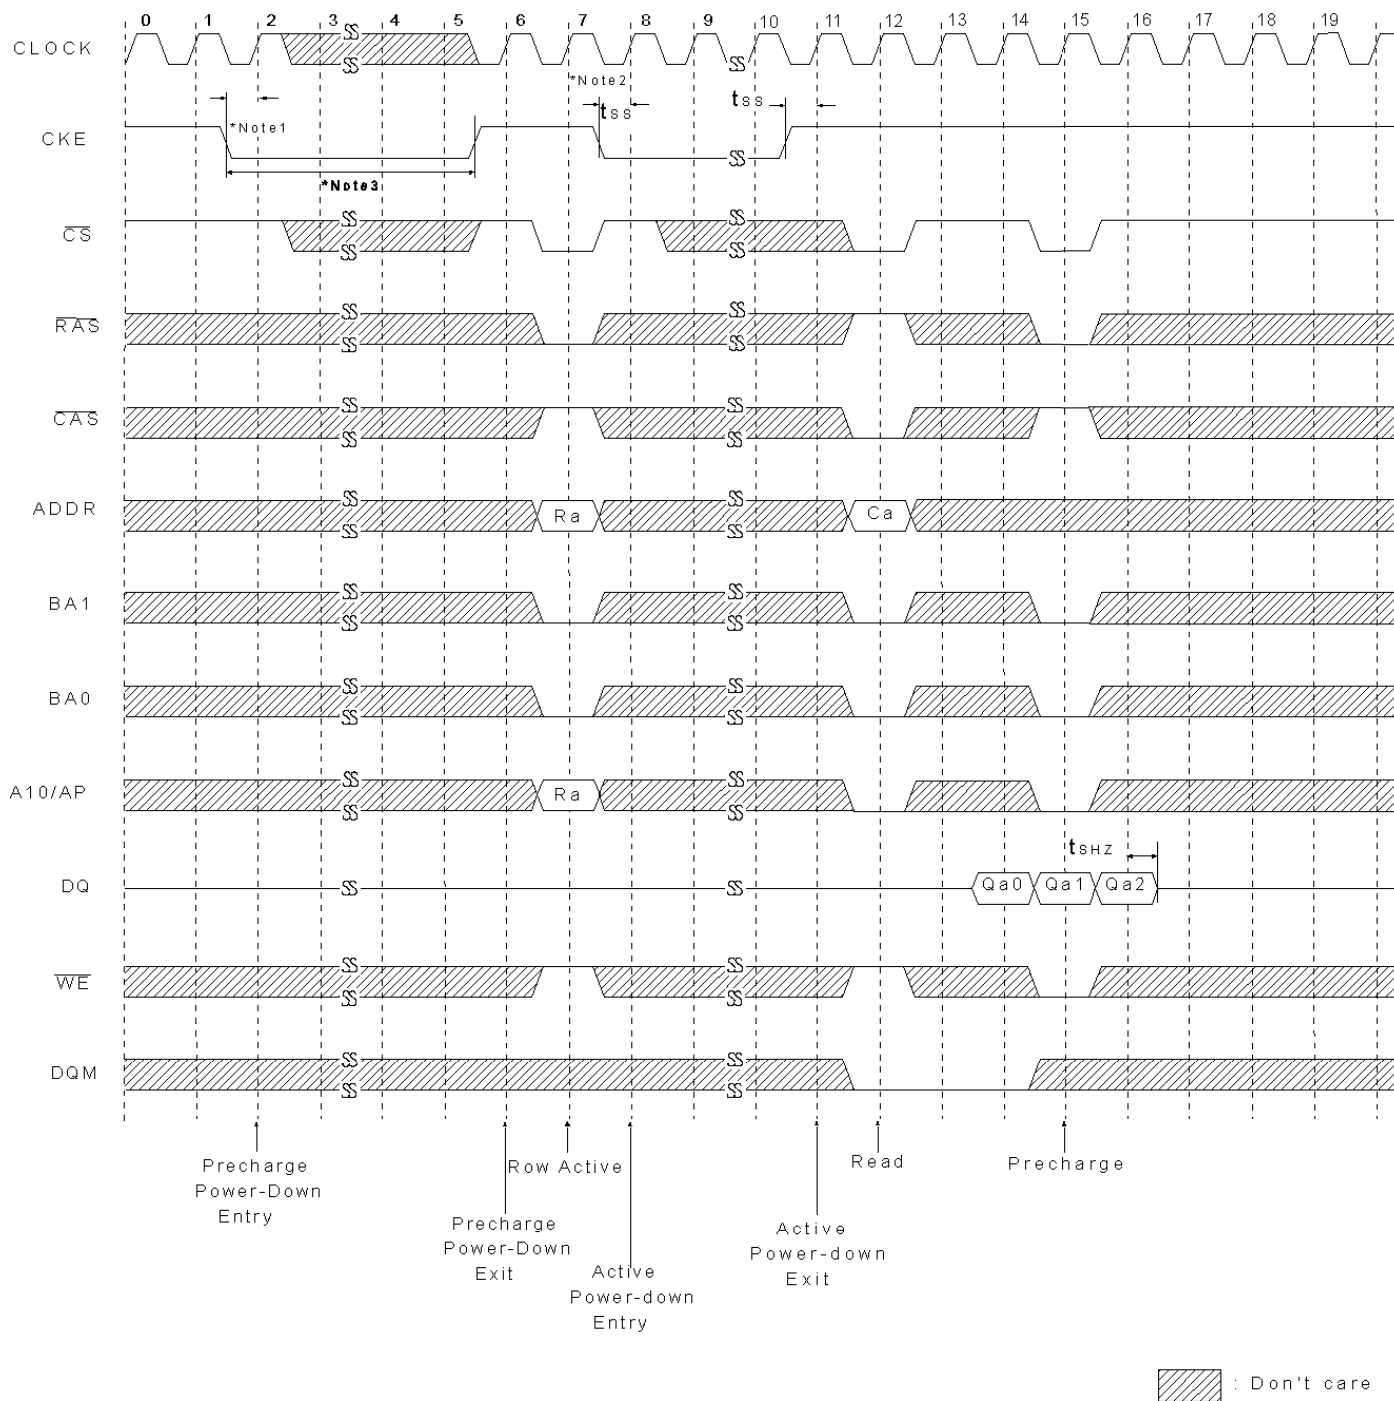 0 1 2 3 4 5 6 7 8 9 10 11 12 13 14 15 16 17 18 19
CLOCK
*Note2
tSS tSS
*Note1
CKE
*Note3
CS
RAS
CAS
ADDR Ra Ca
BA1
BA0
A10/AP Ra
tSHZ
DQ Qa0 Qa1 Qa2
WE
DQM
Precharge
Power-Down
Entry
Row Active
Read
Precharge
Precharge
Power-Down
Exit
Active
Power-down
Exit
Active
Power-down
Entry
: Don't care